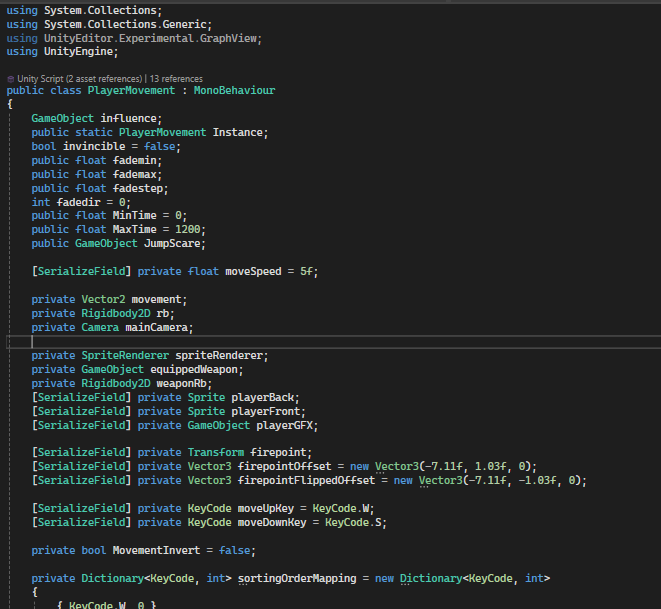 using System.Collections;
using System.Collections.Generic;
using UnityEditor.Experimental.GraphView;
using UnityEngine;
Unity Script (2 asset references) | 13 references
public class PlayerMovement : MonoBehaviour
{
GameObject influence;
public static PlayerMovement Instance;
bool invincible = false;
public float fademin;
public float fademax;
public float fadestep;
int fadedir = 0;
public float MinTime = 0;
public float MaxTime = 1200;
public GameObject JumpScare;
[SerializeField] private float moveSpeed = 5f;
private Vector2 movement;
private Rigidbody2D rb;
private Camera mainCamera;
private SpriteRenderer spriteRenderer;
private GameObject equippedWeapon;
private Rigidbody2D weaponRb;
[SerializeField] private Sprite playerBack;
[SerializeField] private Sprite playerFront;
[SerializeField] private GameObject playerGFX;
[SerializeField] private Transform firepoint;
[SerializeField] private Vector3 firepointOffset = new Vector3(-7.11f, 1.03f, 0);
[SerializeField] private Vector3 firepointFlippedOffset = new Vector3(-7.11f, -1.03f, 0);
[SerializeField] private KeyCode moveUpKey = KeyCode.W;
[SerializeField] private KeyCode moveDownKey = KeyCode.S;
private bool MovementInvert = false;
private Dictionary<KeyCode, int> sortingOrderMapping = new Dictionary<KeyCode, int>
{
{ KeyCode.W, 0 }